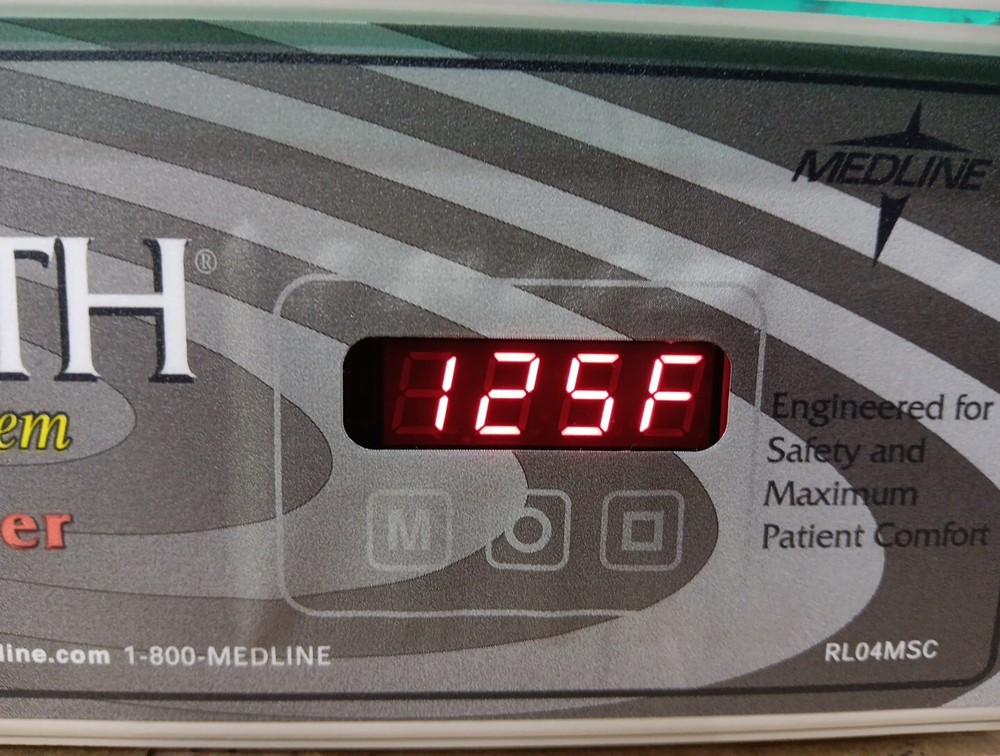 MEDLINE
TH®
em
125F
Engineered for
Safety and
Maximum
Patient Comfort
M
er
line.com 1-800-MEDLINE
RL04MSC